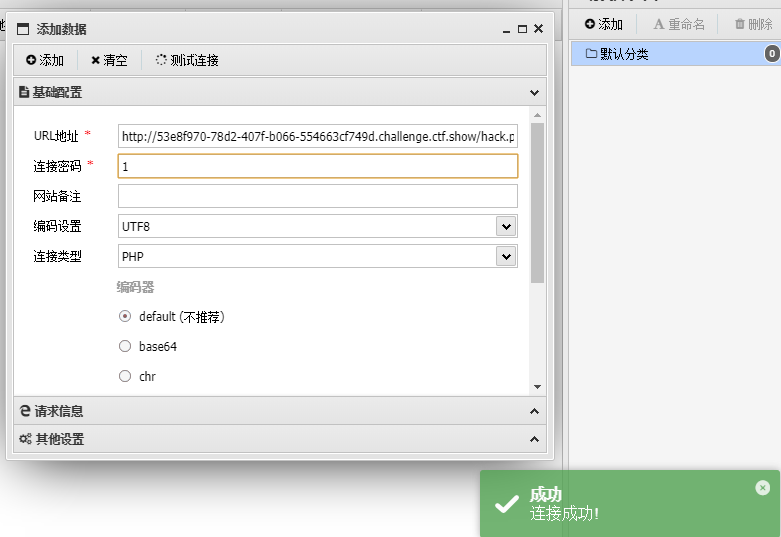 添加数据
添加
清空
测试连接
基础配置
URL地址 *
http://53e8f970-78d2-407f-b066-554663cf749d.challenge.ctf.show/hack.p
连接密码 *
1
网站备注
编码设置
UTF8
连接类型
PHP
编码器
default (不推荐)
base64
chr
请求信息
其他设置
添加
重命名
删除
默认分类
0
成功
连接成功!